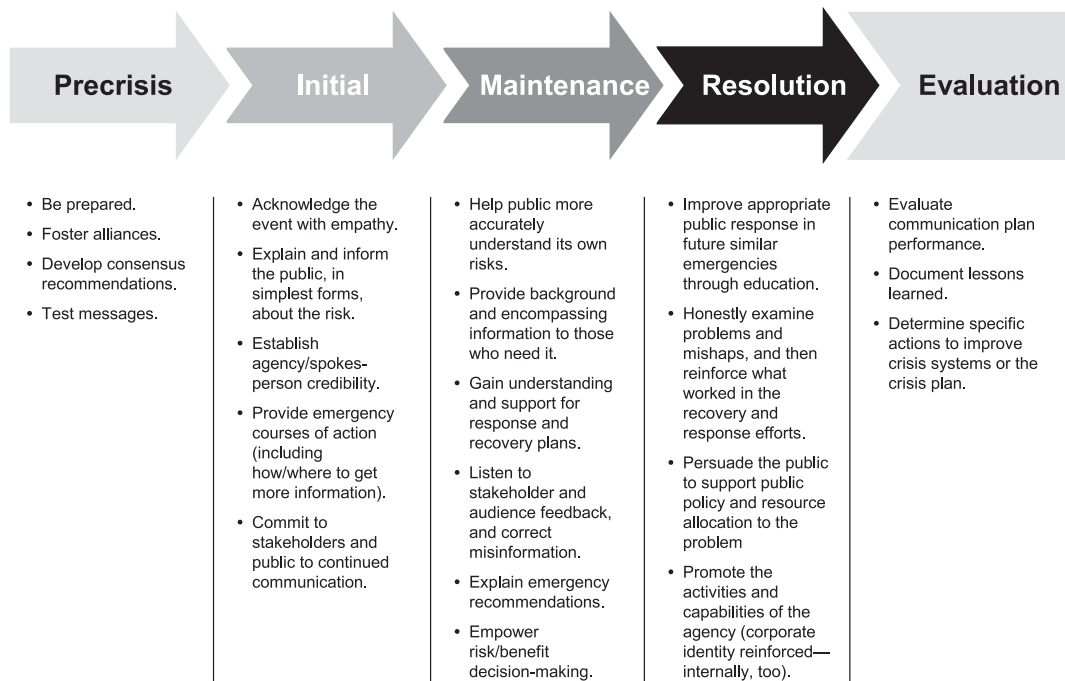 Precrisis
Initial
Maintenance
Resolution
Evaluation
• Be prepared.
• Foster alliances.
• Develop consensus
recommendations.
• Test messages.
• Acknowledge the
event with empathy.
• Explain and inform
the public, in
simplest forms,
about the risk.
• Establish
agency/spokes-
person credibility.
• Provide emergency
courses of action
(including
how/where to get
more information).
• Commit to
stakeholders and
public to continued
communication.
• Help public more
accurately
understand its own
risks.
• Provide background
and encompassing
information to those
who need it.
• Gain understanding
and support for
response and
recovery plans.
• Listen to
stakeholder and
audience feedback,
and correct
misinformation.
• Explain emergency
recommendations.
• Empower
risk/benefit
decision-making.
• Improve appropriate
public response in
future similar
emergencies
through education.
• Honestly examine
problems and
mishaps, and then
reinforce what
worked in the
recovery and
response efforts.
• Persuade the public
to support public
policy and resource
allocation to the
problem
• Promote the
activities and
capabilities of the
agency (corporate
identity reinforced—
internally, too).
• Evaluate
communication plan
performance.
• Document lessons
learned.
• Determine specific
actions to improve
crisis systems or the
crisis plan.